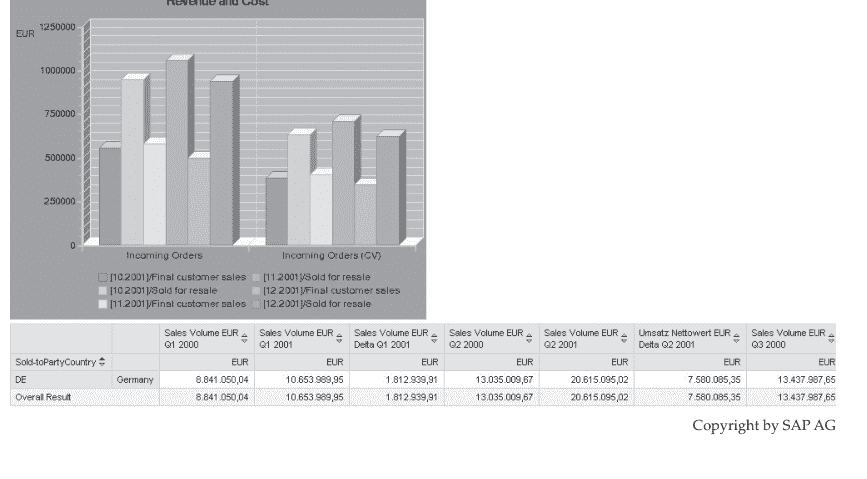 Revenue and Cost
EUR
1250000
1000000
750000
500000
250000
0
Incoming Orders Incoming Orders (CV)
[10.2001]/Final customer sales [11.2001]/Sold for resale
[10.2001]/Sold for resale [12.2001]/Final customer sales
[11.2001]/Final customer sales [12.2001]/Sold for resale
Sales Volume EUR Sales Volume EUR Sales Volume EUR Sales Volume EUR Sales Volume EUR Umsatz Nettowert EUR Sales Volume EUR
Q1 2000 Q1 2001 Delta Q1 2001 Q2 2000 Q2 2001 Delta Q2 2001 Q3 2000
Sold-toPartyCountry EUR EUR EUR EUR EUR EUR EUR
DE Germany 8.841.050,04 10.653.989,95 1.812.939,91 13.035.009,67 20.615.095,02 7.580.085,35 13.437.987,65
Overall Result 8.841.050,04 10.653.989,95 1.812.939,91 13.035.009,67 20.615.095,02 7.580.085,35 13.437.987,65
Copyright by SAP AG